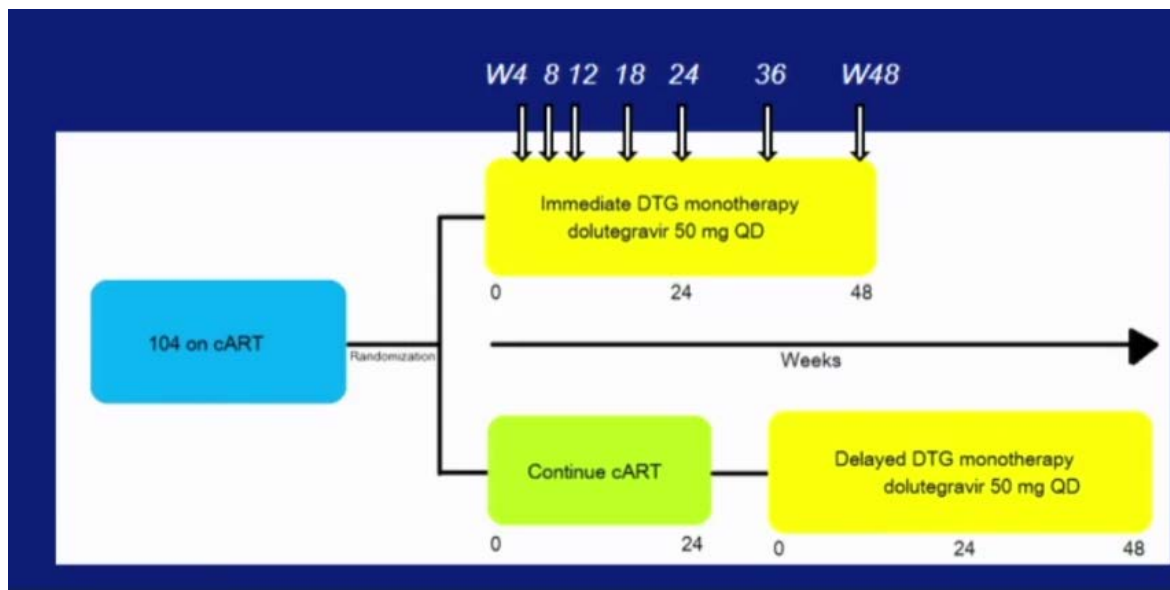 W4 8 12 18 24 36 W48
Immediate DTG monotherapy
dolutegravir 50 mg QD
0 24 48
104 on cART
Randomization
Weeks
Continue cART
0 24
Delayed DTG monotherapy
dolutegravir 50 mg QD
0 24 48